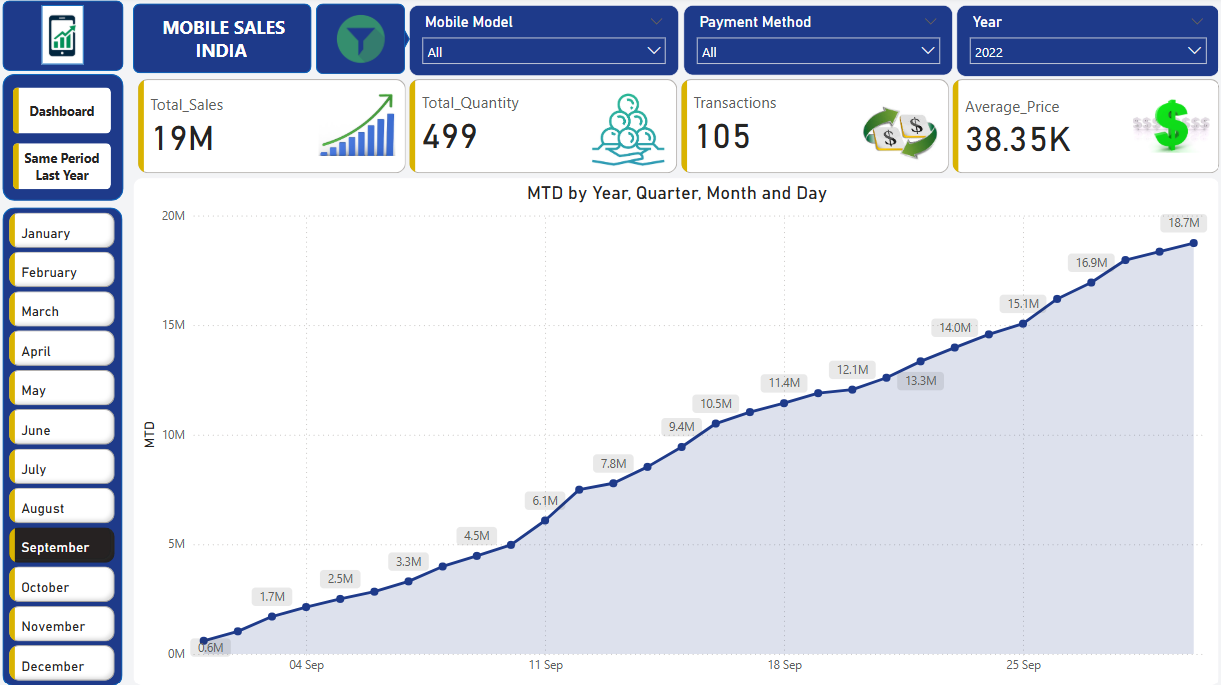 MOBILE SALES
INDIA
Mobile Model
All
Payment Method
All
Year
2022
Dashboard
Same Period
Last Year
Total_Sales
19M
Total_Quantity
499
Transactions
105
Average_Price
38.35K
January
February
March
April
May
June
July
August
September
October
November
December
MTD by Year, Quarter, Month and Day
MTD
20M
15M
10M
5M
0M
0.6M
1.7M
2.5M
3.3M
4.5M
6.1M
7.8M
9.4M
10.5M
11.4M
12.1M
13.3M
14.0M
15.1M
16.9M
18.7M
04 Sep
11 Sep
18 Sep
25 Sep